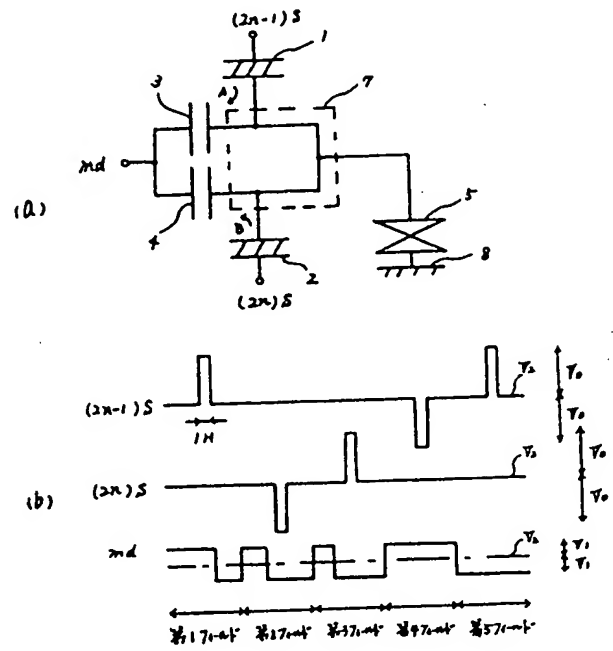 (2n-1)S
1
3
A
7
md
(a)
4
B
5
8
2
(2n)S
(2n-1)S
V₂
V₀
1H
V₀
(b)
(2n)S
V₂
V₀
V₀
md
V₂
V₁
V₁
第1フィールド 第2フィールド 第3フィールド 第4フィールド 第5フィールド